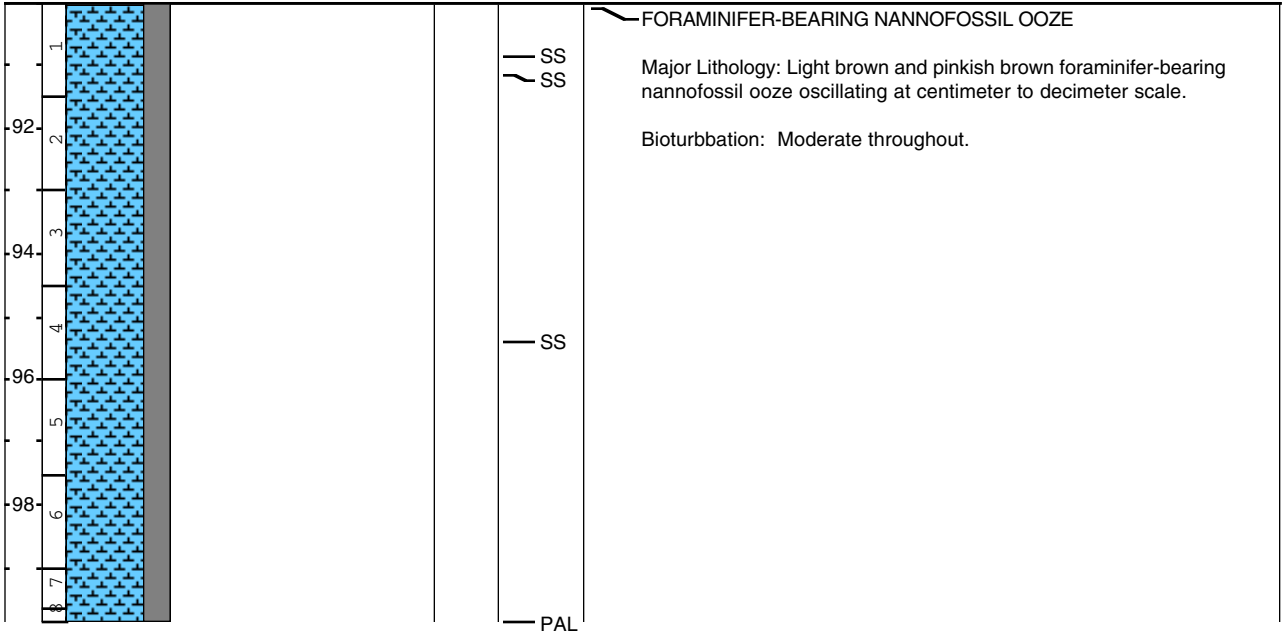 FORAMINIFER-BEARING NANNOFOSSIL OOZE
Major Lithology: Light brown and pinkish brown foraminifer-bearing
nannofossil ooze oscillating at centimeter to decimeter scale.
Bioturbbation: Moderate throughout.
1
SS
SS
92
2
3
94
4
SS
96
5
98
6
7
8
PAL